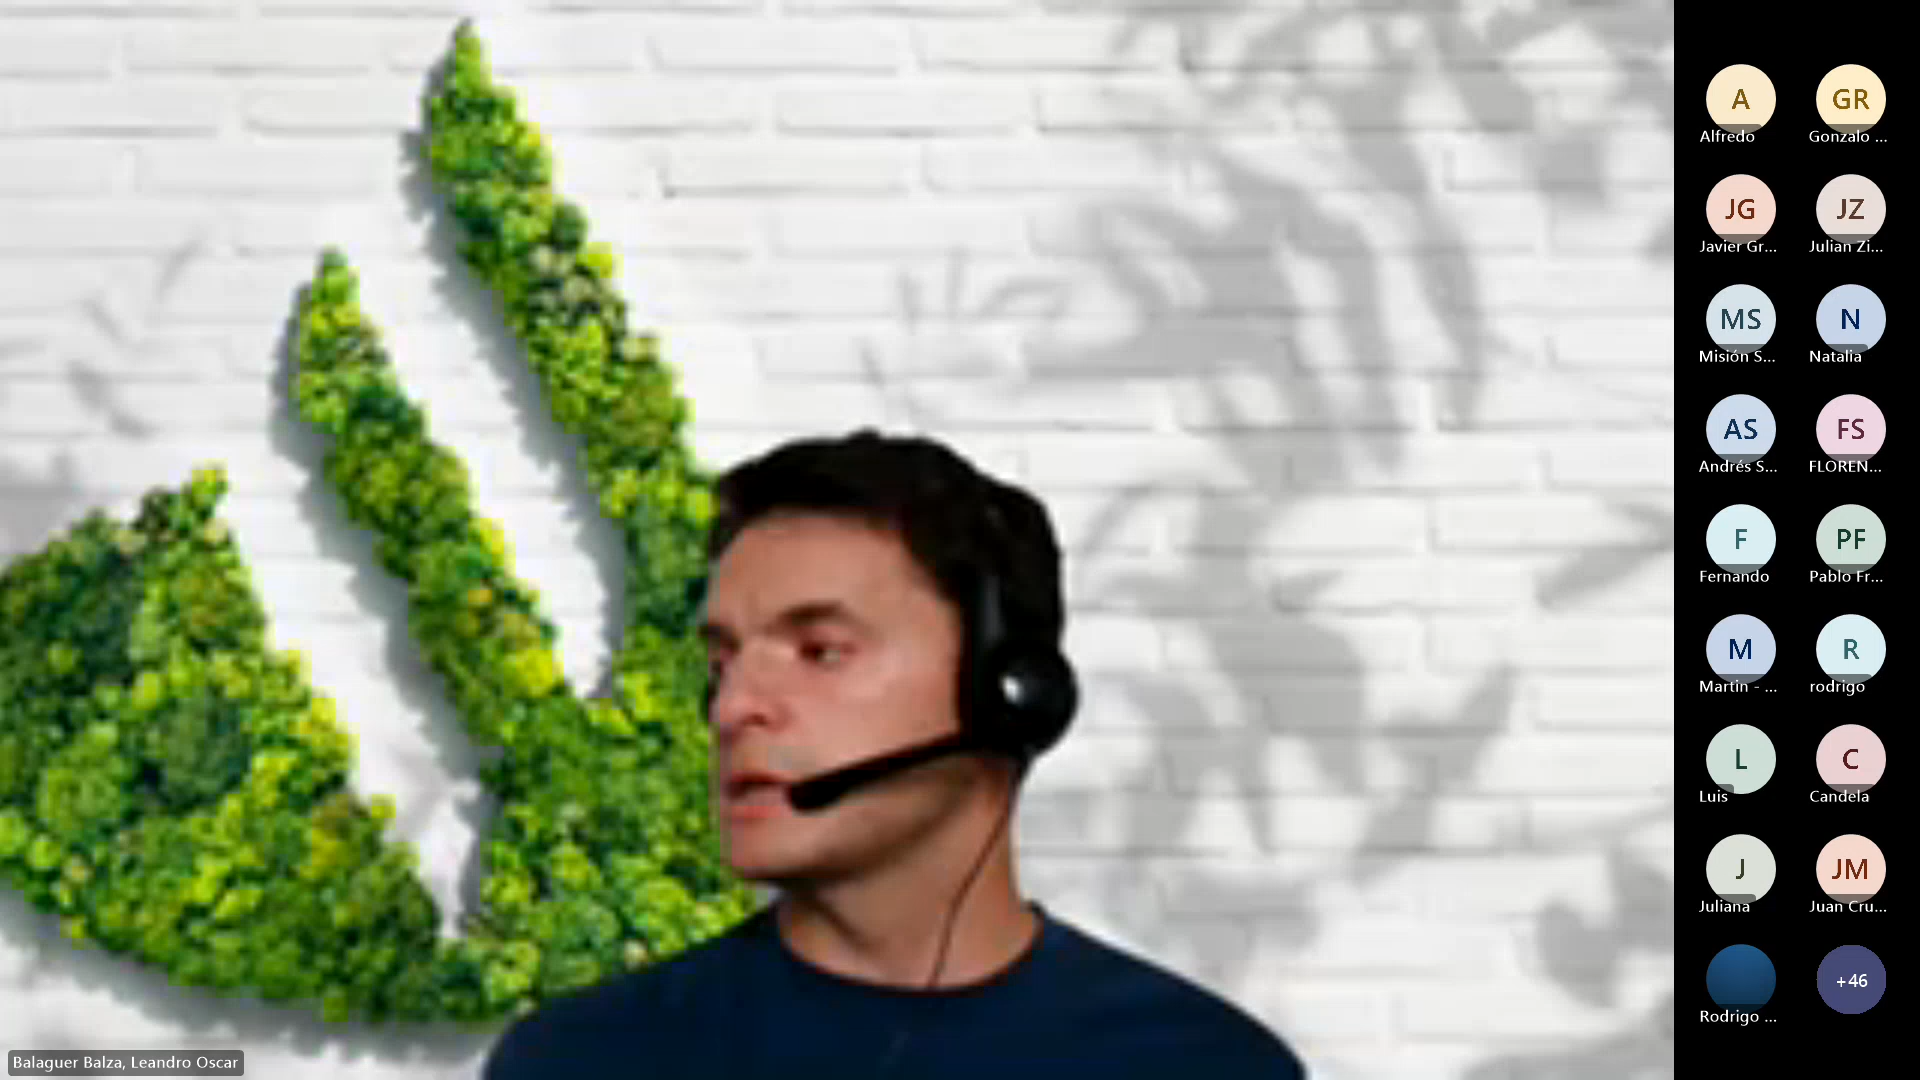 A
Alfredo
GR
Gonzalo ...
JG
Javier Gr...
JZ
Julian Zi...
MS
Misión S...
N
Natalia
AS
Andrés S...
FS
FLOREN...
F
Fernando
PF
Pablo Fr...
M
Martin - ...
R
rodrigo
L
Luis
C
Candela
J
Juliana
JM
Juan Cru...
Rodrigo ...
+46
Balaguer Balza, Leandro Oscar